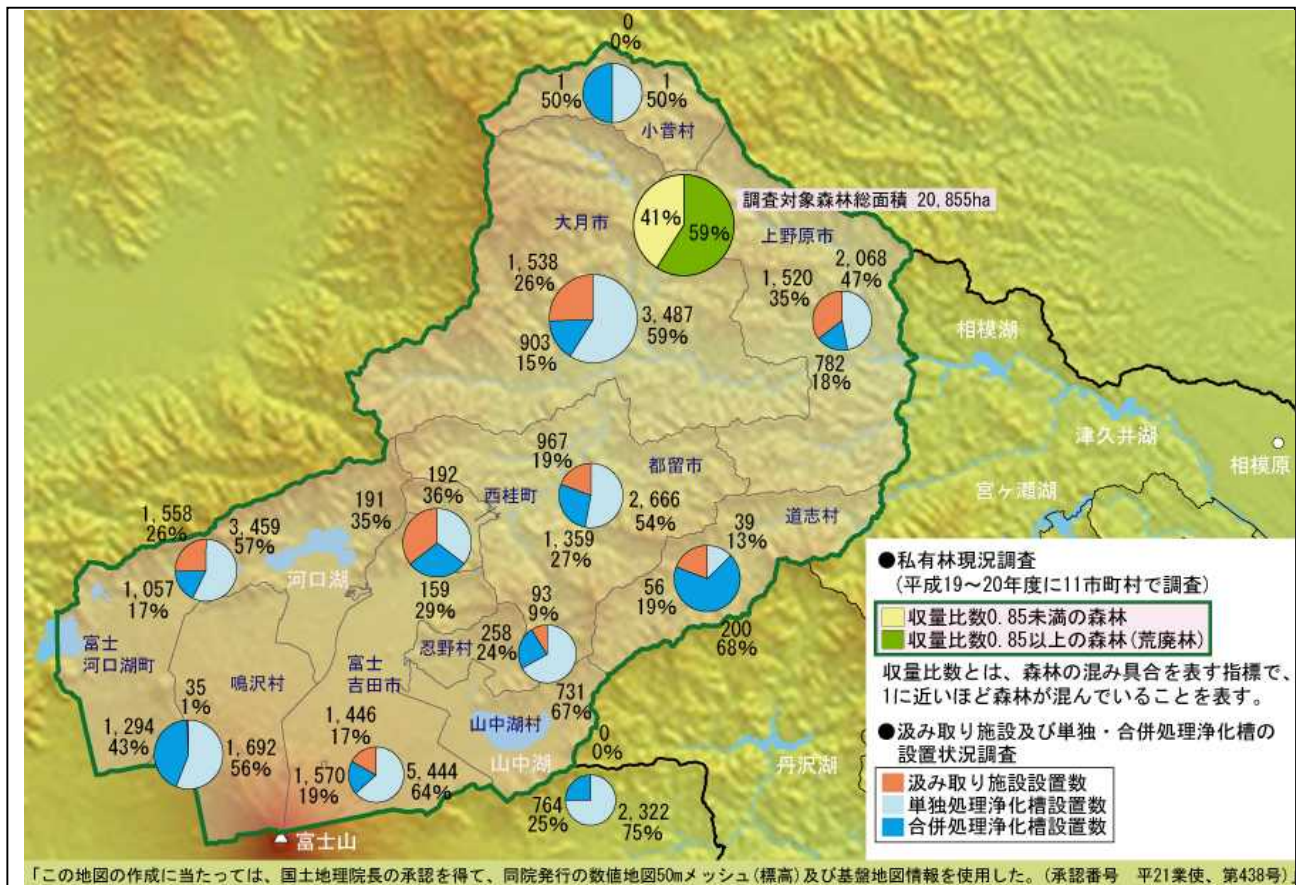 0
0%
1
50%
1
50%
小菅村
調査対象森林総面積 20,855ha
41%
59%
大月市
上野原市
1,538
26%
3,487
59%
903
15%
2,068
47%
1,520
35%
782
18%
相模湖
津久井湖
相模原
宮ヶ瀬湖
967
19%
都留市
西桂町
2,666
54%
1,359
27%
192
36%
191
35%
159
29%
道志村
39
13%
56
19%
200
68%
1,558
26%
3,459
57%
1,057
17%
河口湖
富士
河口湖町
鳴沢村
35
1%
1,294
43%
1,692
56%
富士
吉田市
1,446
17%
1,570
19%
5,444
64%
忍野村
93
9%
258
24%
731
67%
山中湖村
山中湖
0
0%
764
25%
2,322
75%
丹沢湖
富士山
●私有林現況調査
(平成19～20年度に11市町村で調査)
収量比数0.85未満の森林
収量比数0.85以上の森林(荒廃林)
収量比数とは、森林の混み具合を表す指標で、
1に近いほど森林が混んでいることを表す。
●汲み取り施設及び単独・合併処理浄化槽の
設置状況調査
汲み取り施設設置数
単独処理浄化槽設置数
合併処理浄化槽設置数
「この地図の作成に当たっては、国土地理院長の承認を得て、同院発行の数値地図50mメッシュ(標高)及び基盤地図情報を使用した。(承認番号 平21業使、第438号)」